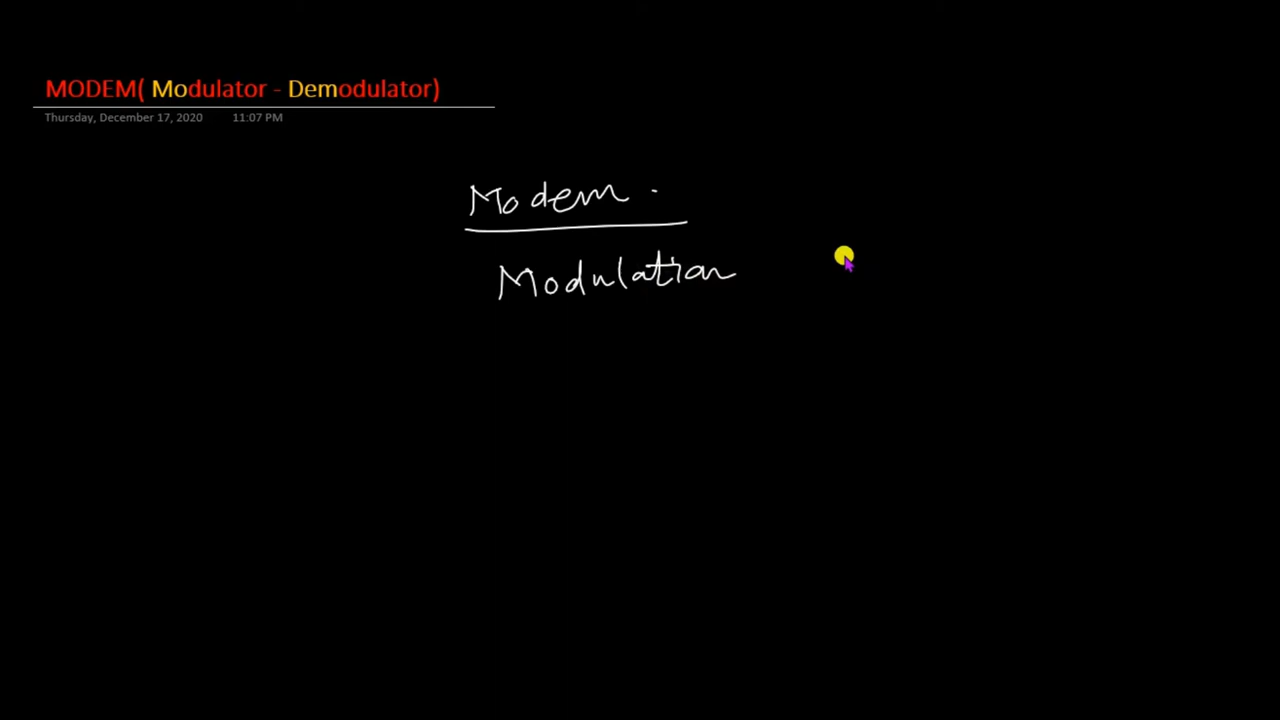 MODEM( Modulator - Demodulator)
Thursday, December 17, 2020 11:07 PM
Modem .
Modulation